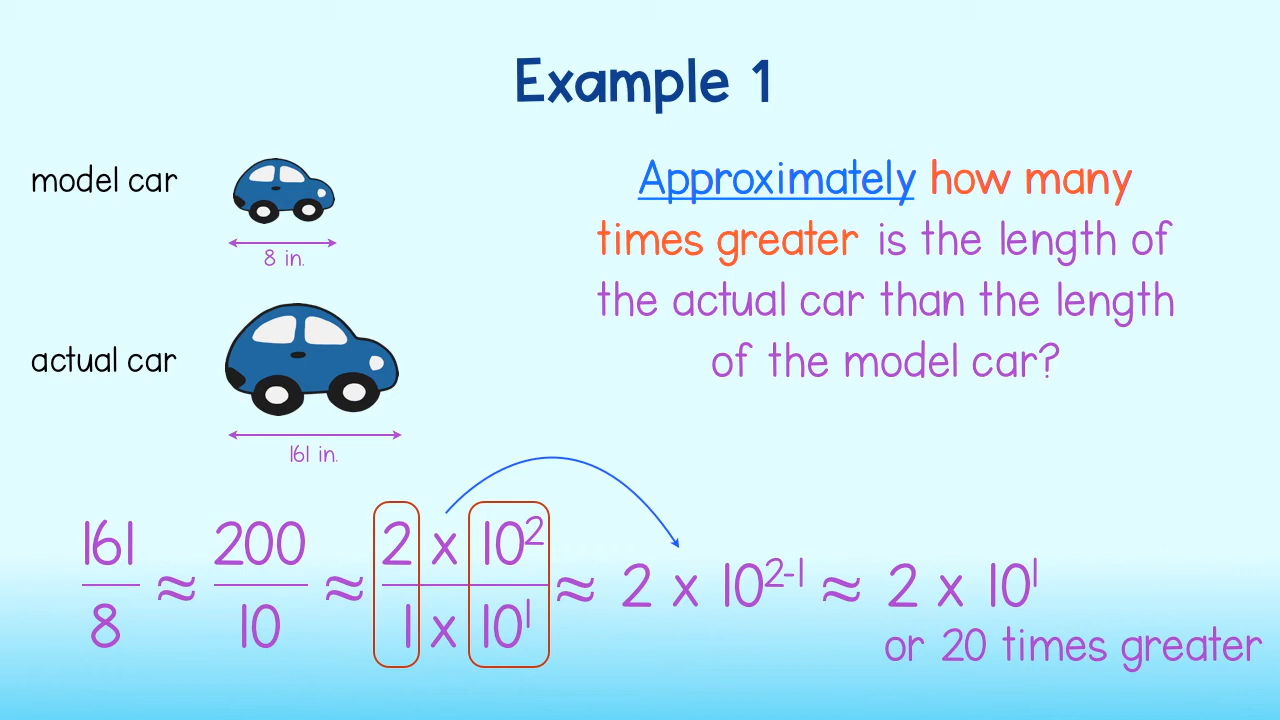 Example 1
model car
8 in.
actual car
161 in.
Approximately how many
times greater is the length of
the actual car than the length
of the model car?
161/8 ≈ 200/10 ≈ 2 x 10²/1 x 10¹ ≈ 2 x 10²⁻¹ ≈ 2 x 10¹
or 20 times greater